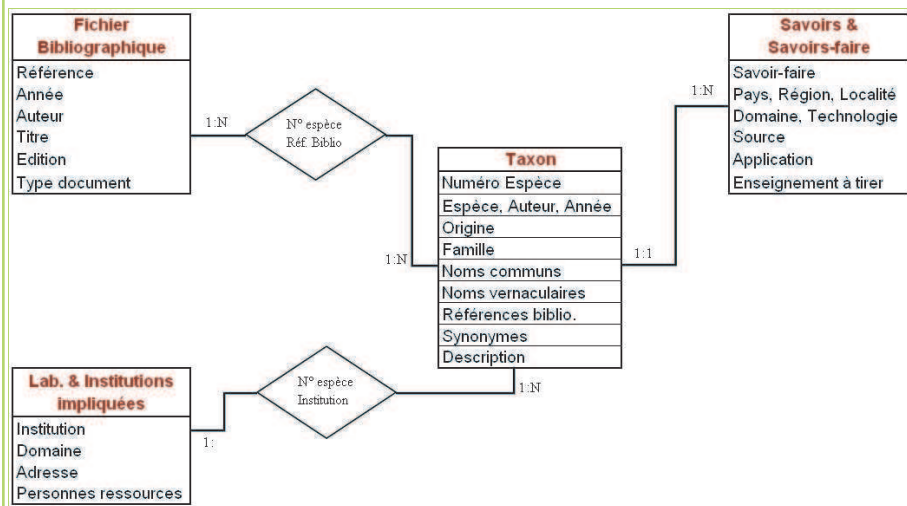 Fichier
Bibliographique
Référence
Année
Auteur
Titre
Edition
Type document
1:N
N° espèce
Réf. Biblio
1:N
Savoirs &
Savoirs-faire
Savoir-faire
Pays, Région, Localité
Domaine, Technologie
Source
Application
Enseignement à tirer
1:N
1:1
Taxon
Numéro Espèce
Espèce, Auteur, Année
Origine
Famille
Noms communs
Noms vernaculaires
Références biblio.
Synonymes
Description
1:N
N° espèce
Institution
1:
Lab. & Institutions
impliquées
Institution
Domaine
Adresse
Personnes ressources